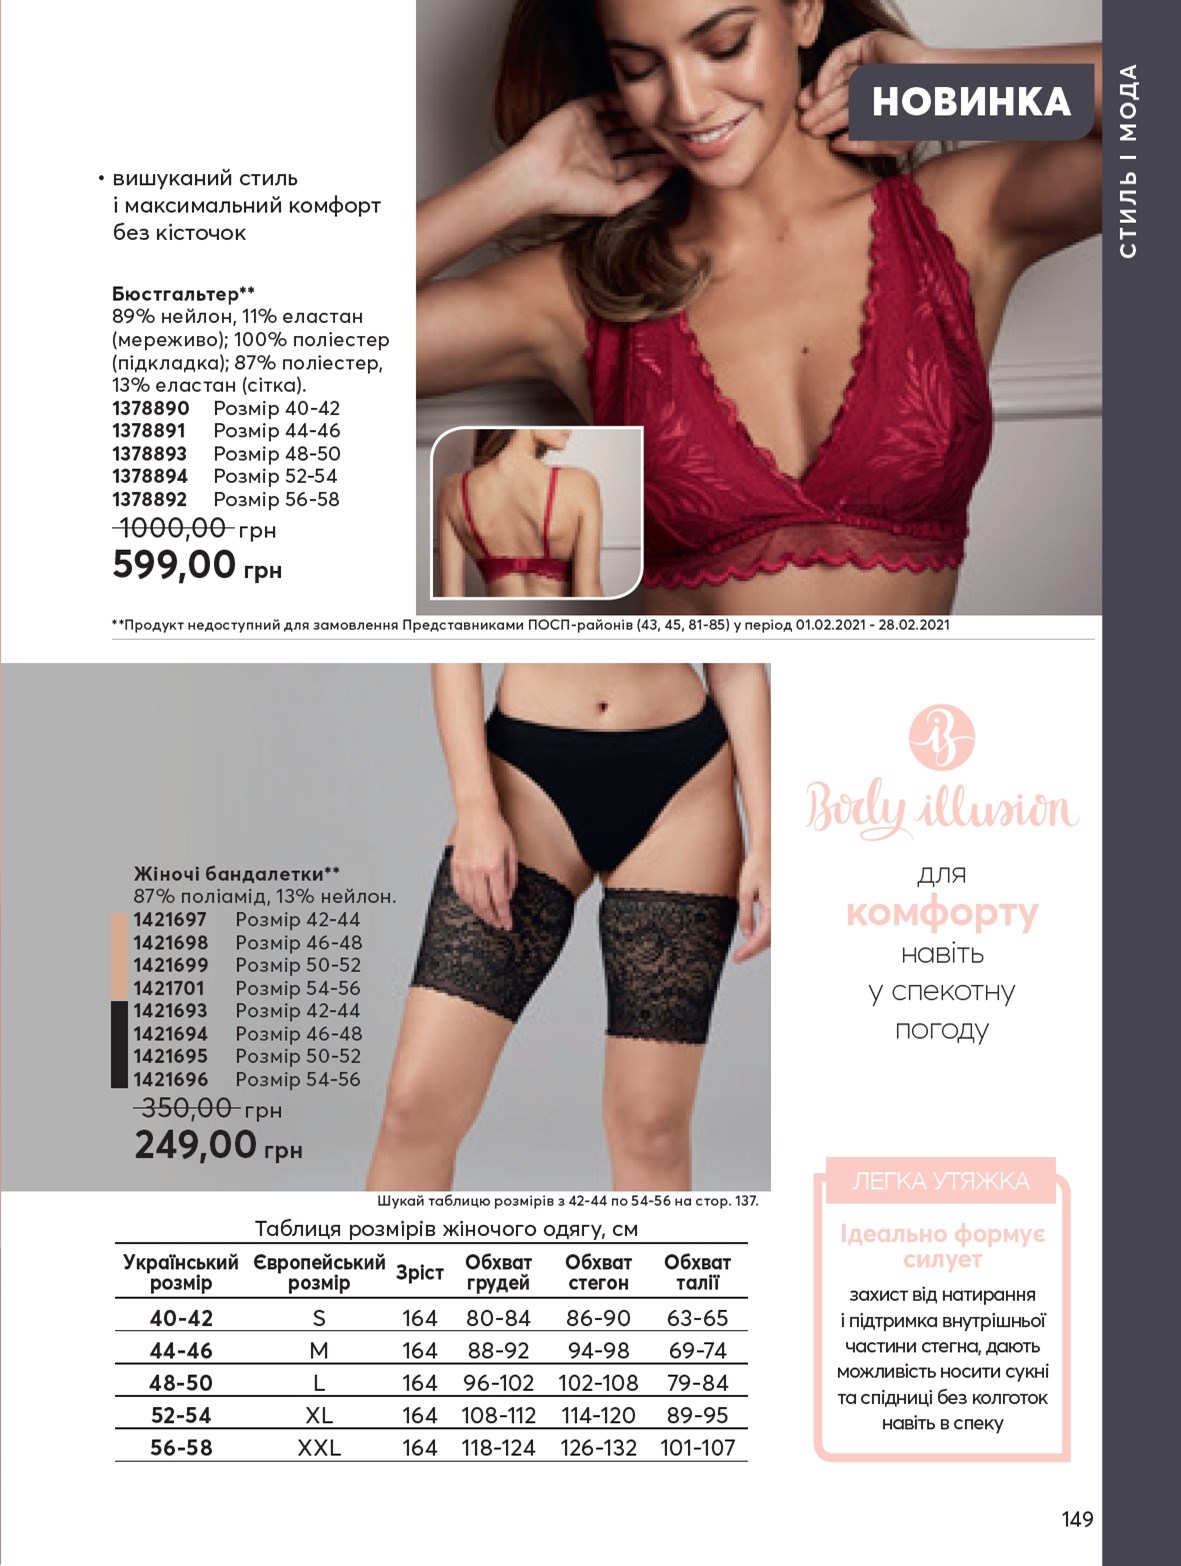 НОВИНКА
СТИЛЬ І МОДА
• вишуканий стиль
і максимальний комфорт
без кісточок
Бюстгальтер**
89% нейлон, 11% еластан
(мереживо); 100% поліестер
(підкладка); 87% поліестер,
13% еластан (сітка).
1378890 Розмір 40-42
1378891 Розмір 44-46
1378893 Розмір 48-50
1378894 Розмір 52-54
1378892 Розмір 56-58
1000,00 грн
599,00 грн
**Продукт недоступний для замовлення Представниками ПОСП-районів (43, 45, 81-85) у період 01.02.2021 - 28.02.2021
Жіночі бандалетки**
87% поліамід, 13% нейлон.
1421697 Розмір 42-44
1421698 Розмір 46-48
1421699 Розмір 50-52
1421701 Розмір 54-56
1421693 Розмір 42-44
1421694 Розмір 46-48
1421695 Розмір 50-52
1421696 Розмір 54-56
350,00 грн
249,00 грн
Body illusion
для
комфорту
навіть
у спекотну
погоду
Шукай таблицю розмірів з 42-44 по 54-56 на стор. 137.
Таблиця розмірів жіночого одягу, см
Український розмір Європейський розмір Зріст Обхват грудей Обхват стегон Обхват талії
40-42 S 164 80-84 86-90 63-65
44-46 M 164 88-92 94-98 69-74
48-50 L 164 96-102 102-108 79-84
52-54 XL 164 108-112 114-120 89-95
56-58 XXL 164 118-124 126-132 101-107
ЛЕГКА УТЯЖКА
Ідеально формує
силует
захист від натирання
і підтримка внутрішньої
частини стегна, дають
можливість носити сукні
та спідниці без колготок
навіть в спеку
149